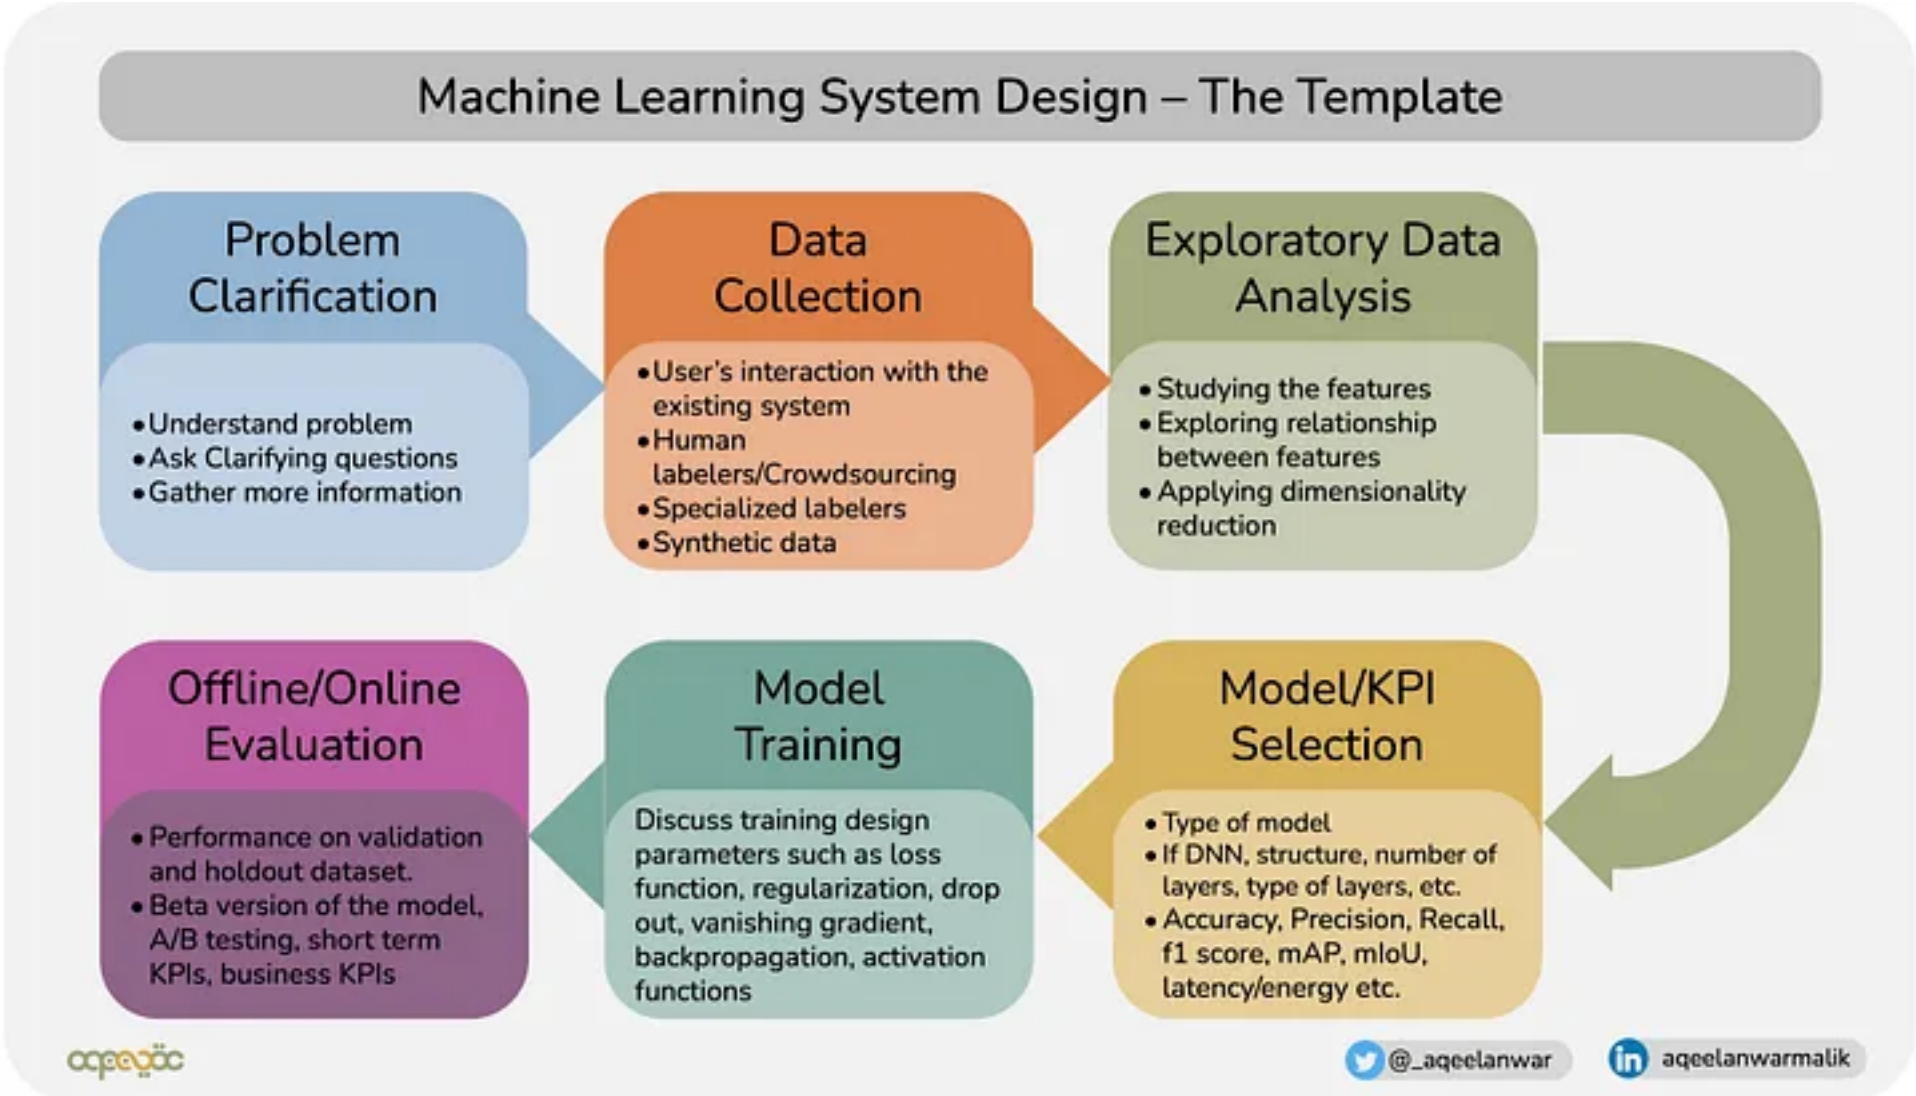 Machine Learning System Design – The Template
Problem
Clarification
•Understand problem
•Ask Clarifying questions
•Gather more information
Data
Collection
•User’s interaction with the
existing system
•Human
labelers/Crowdsourcing
•Specialized labelers
•Synthetic data
Exploratory Data
Analysis
• Studying the features
• Exploring relationship
between features
• Applying dimensionality
reduction
Model/KPI
Selection
• Type of model
• If DNN, structure, number of
layers, type of layers, etc.
• Accuracy, Precision, Recall,
f1 score, mAP, mIoU,
latency/energy etc.
Model
Training
Discuss training design
parameters such as loss
function, regularization, drop
out, vanishing gradient,
backpropagation, activation
functions
Offline/Online
Evaluation
• Performance on validation
and holdout dataset.
• Beta version of the model,
A/B testing, short term
KPIs, business KPIs
@_aqeelanwar
in aqeelanwarmalik